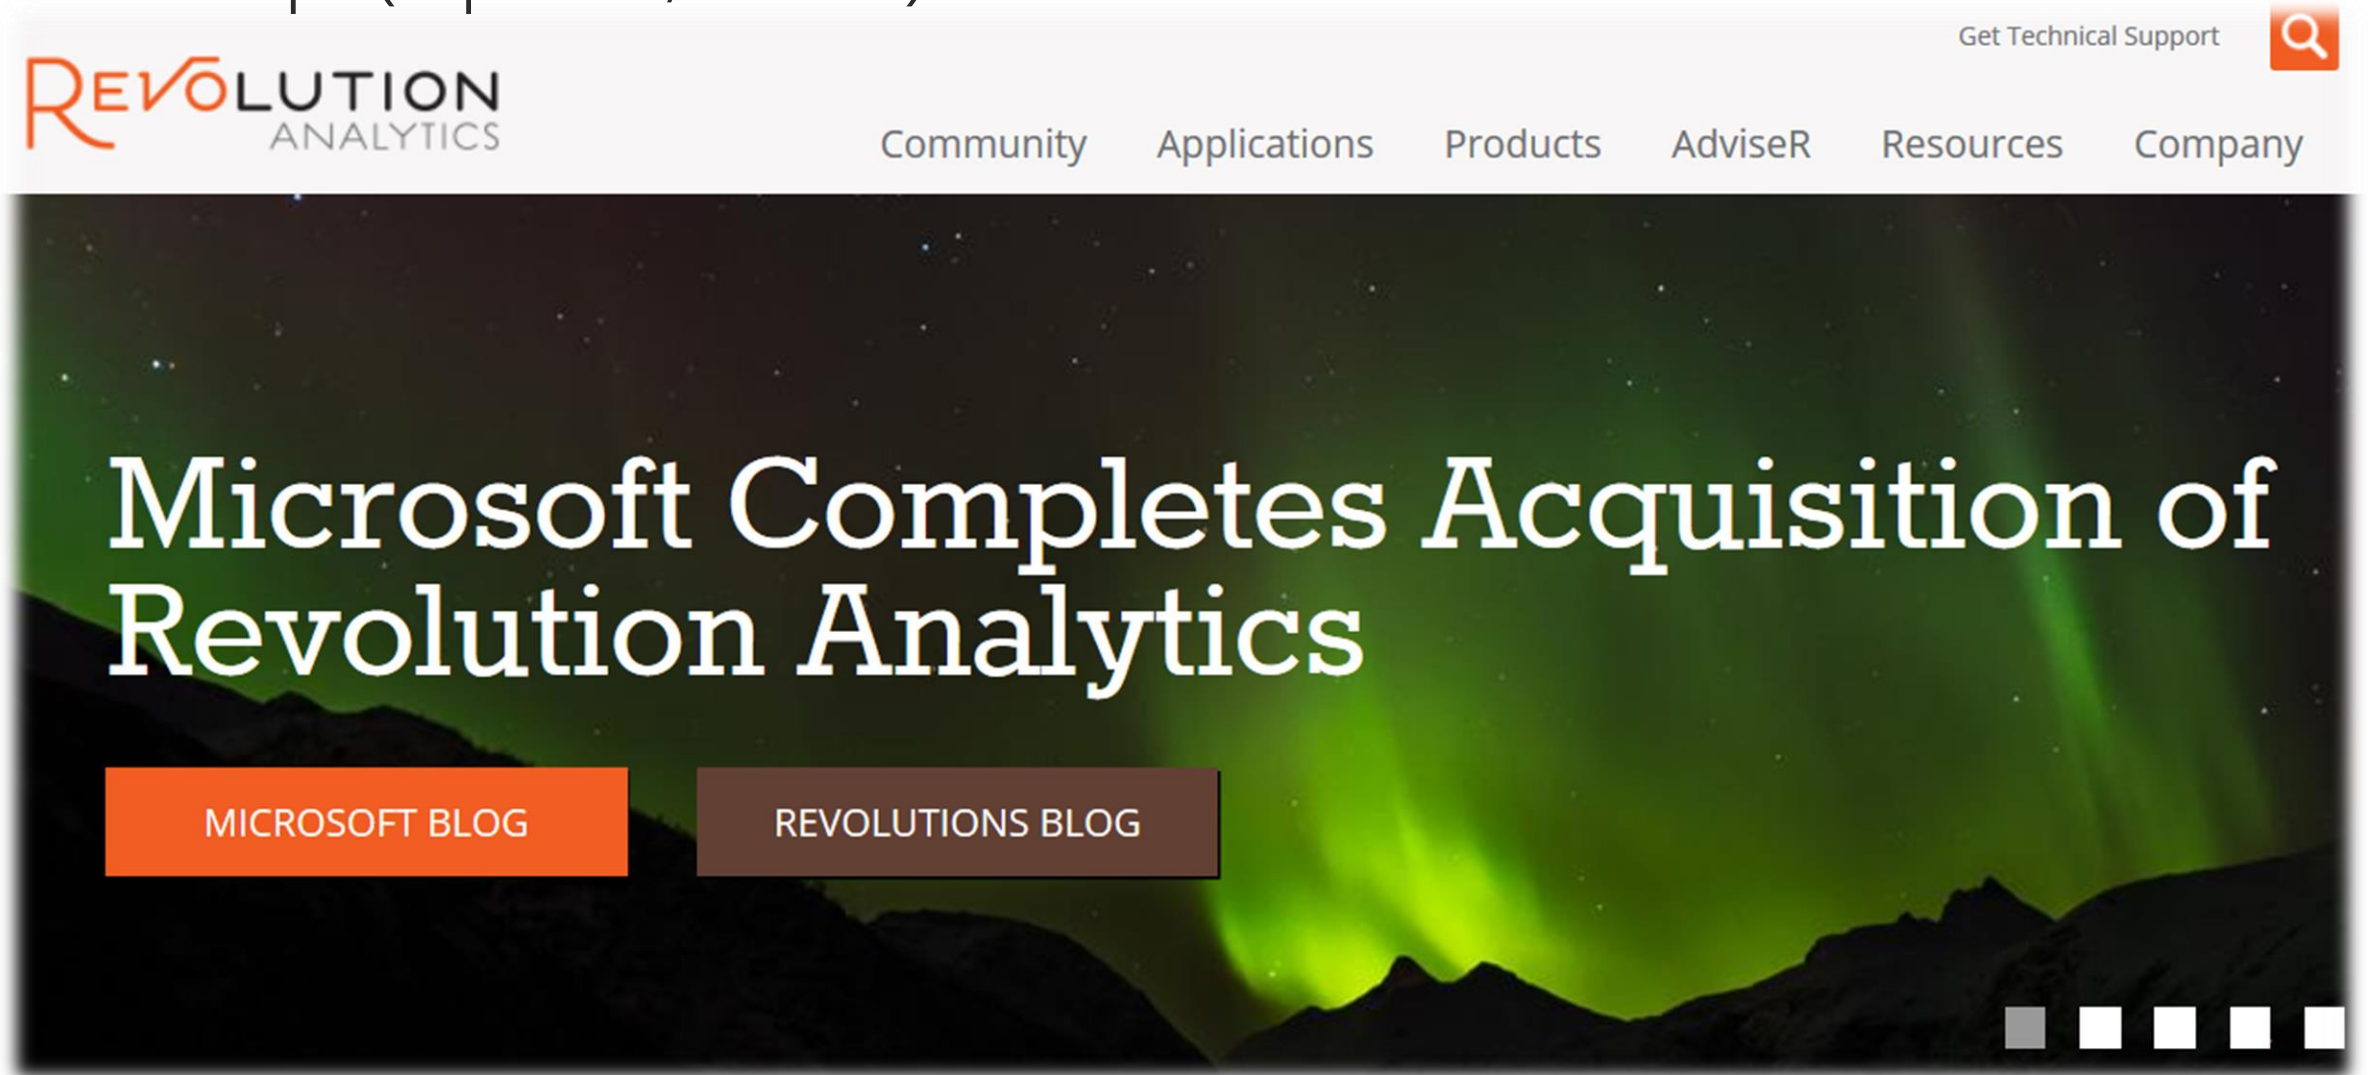 Get Technical Support
REVOLUTION
ANALYTICS
Community Applications Products AdviseR Resources Company
Microsoft Completes Acquisition of
Revolution Analytics
MICROSOFT BLOG REVOLUTIONS BLOG